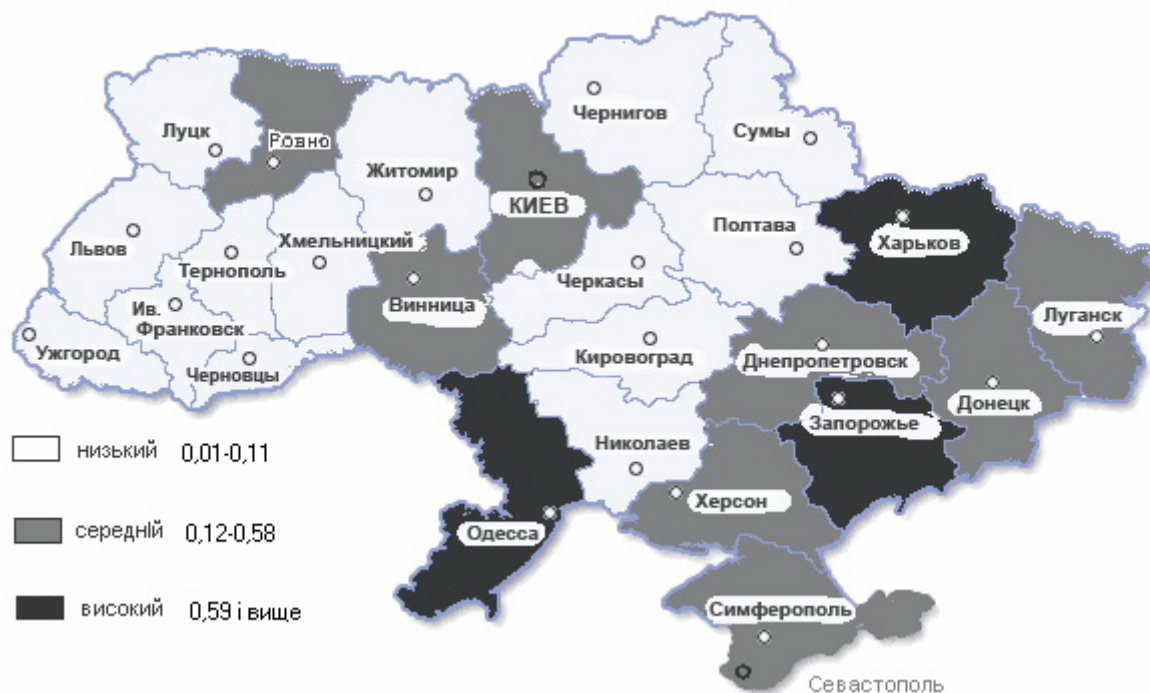 Чернигов
Сумы
Луцк
Ровно
Житомир
КИЕВ
Полтава
Харьков
Львов
Хмельницкий
Тернополь
Черкасы
Винница
Ив.
Франковск
Луганск
Ужгород
Черновцы
Кировоград
Днепропетровск
Донецк
Запорожье
Николаев
низький 0,01-0,11
Херсон
середній 0,12-0,58
Одесса
високий 0,59 і вище
Симферополь
Севастополь